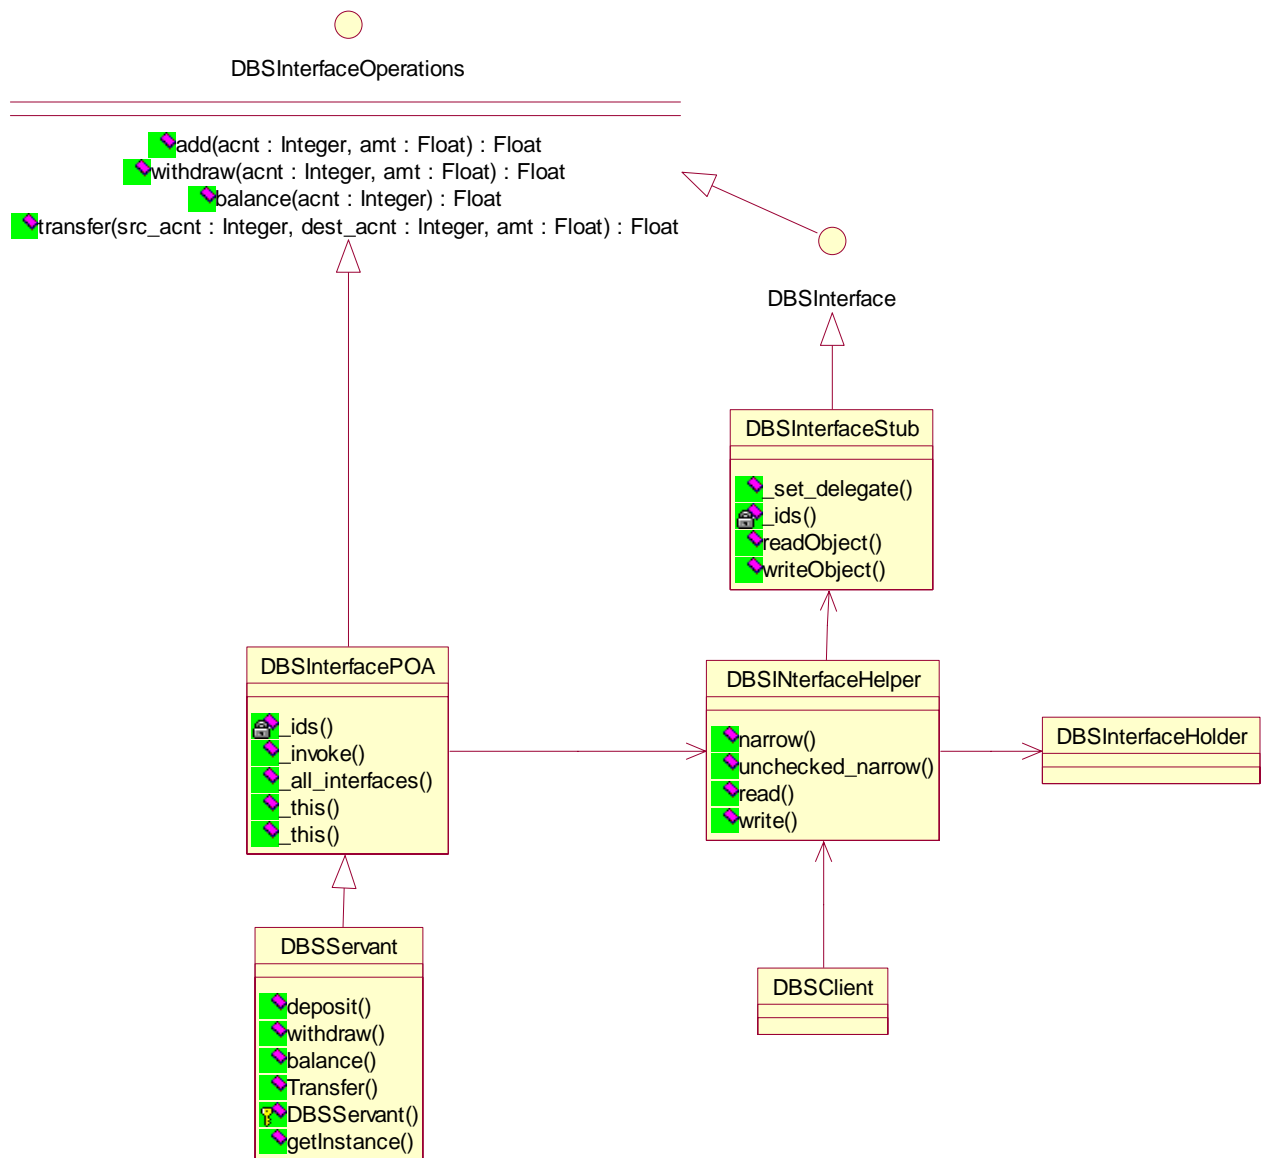 DBSInterfaceOperations
add(acnt : Integer, amt : Float) : Float
withdraw(acnt : Integer, amt : Float) : Float
balance(acnt : Integer) : Float
transfer(src_acnt : Integer, dest_acnt : Integer, amt : Float) : Float
DBSInterface
DBSInterfaceStub
_set_delegate()
_ids()
readObject()
writeObject()
DBSInterfacePOA
_ids()
_invoke()
_all_interfaces()
_this()
_this()
DBSINterfaceHelper
narrow()
unchecked_narrow()
read()
write()
DBSInterfaceHolder
DBSServant
deposit()
withdraw()
balance()
Transfer()
DBSServant()
getInstance()
DBSClient